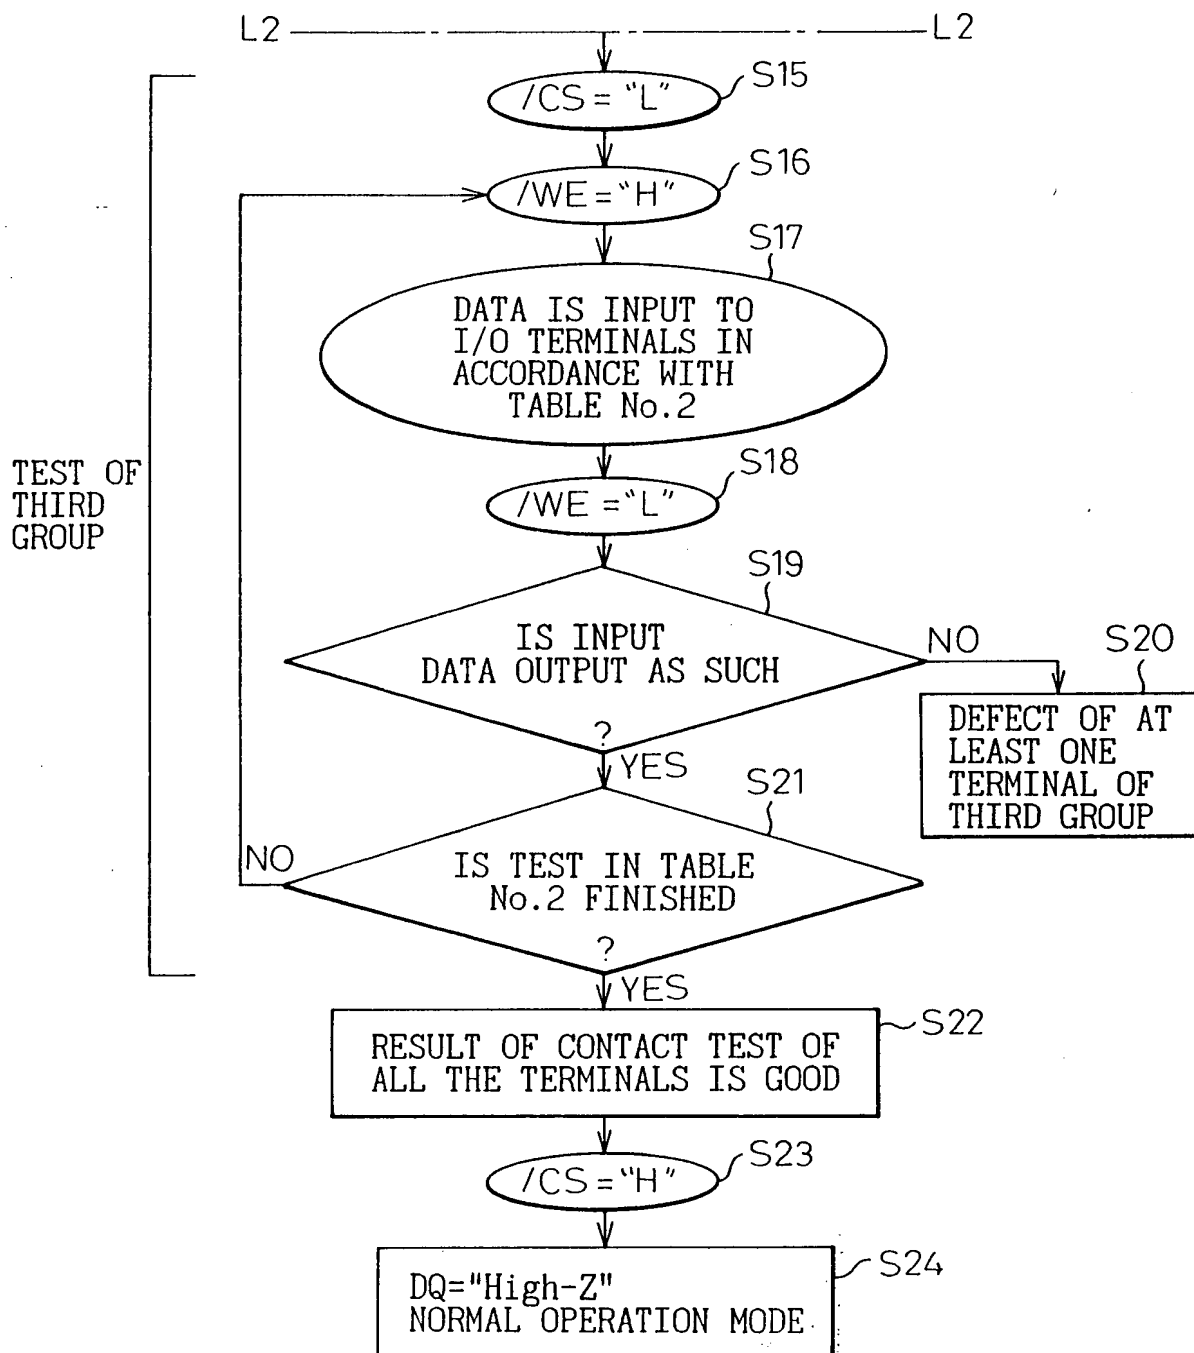 L2
L2
S15
/CS = "L"
S16
/WE = "H"
S17
DATA IS INPUT TO
I/O TERMINALS IN
ACCORDANCE WITH
TABLE No.2
S18
/WE = "L"
TEST OF
THIRD
GROUP
S19
IS INPUT
DATA OUTPUT AS SUCH
?
NO
S20
DEFECT OF AT
LEAST ONE
TERMINAL OF
THIRD GROUP
YES
S21
IS TEST IN TABLE
No.2 FINISHED
?
NO
YES
S22
RESULT OF CONTACT TEST OF
ALL THE TERMINALS IS GOOD
S23
/CS = "H"
S24
DQ="High-Z"
NORMAL OPERATION MODE